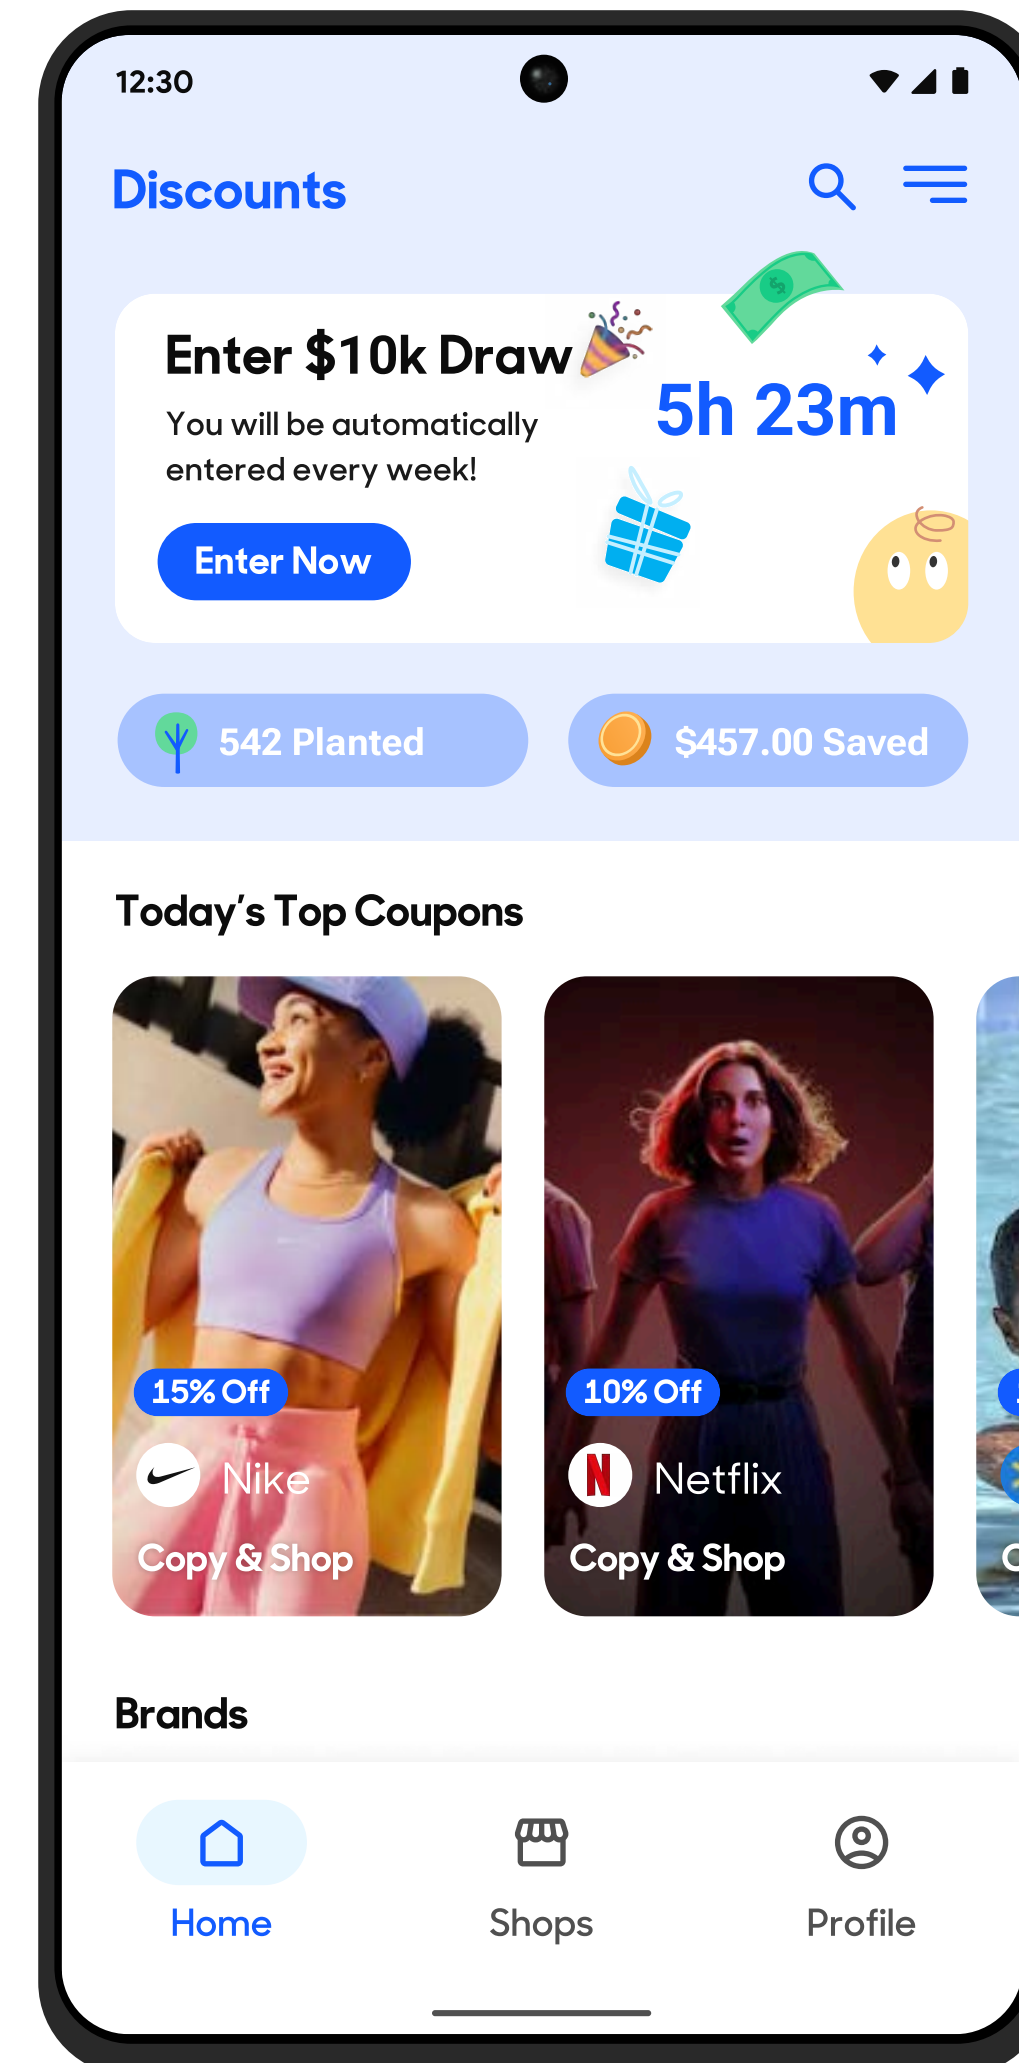 12:30
Discounts
Enter $10k Draw
You will be automatically
entered every week!
5h 23m
Enter Now
542 Planted
$457.00 Saved
Today's Top Coupons
15% Off
Nike
Copy & Shop
10% Off
N
Netflix
Copy & Shop
Brands
Home
Shops
Profile